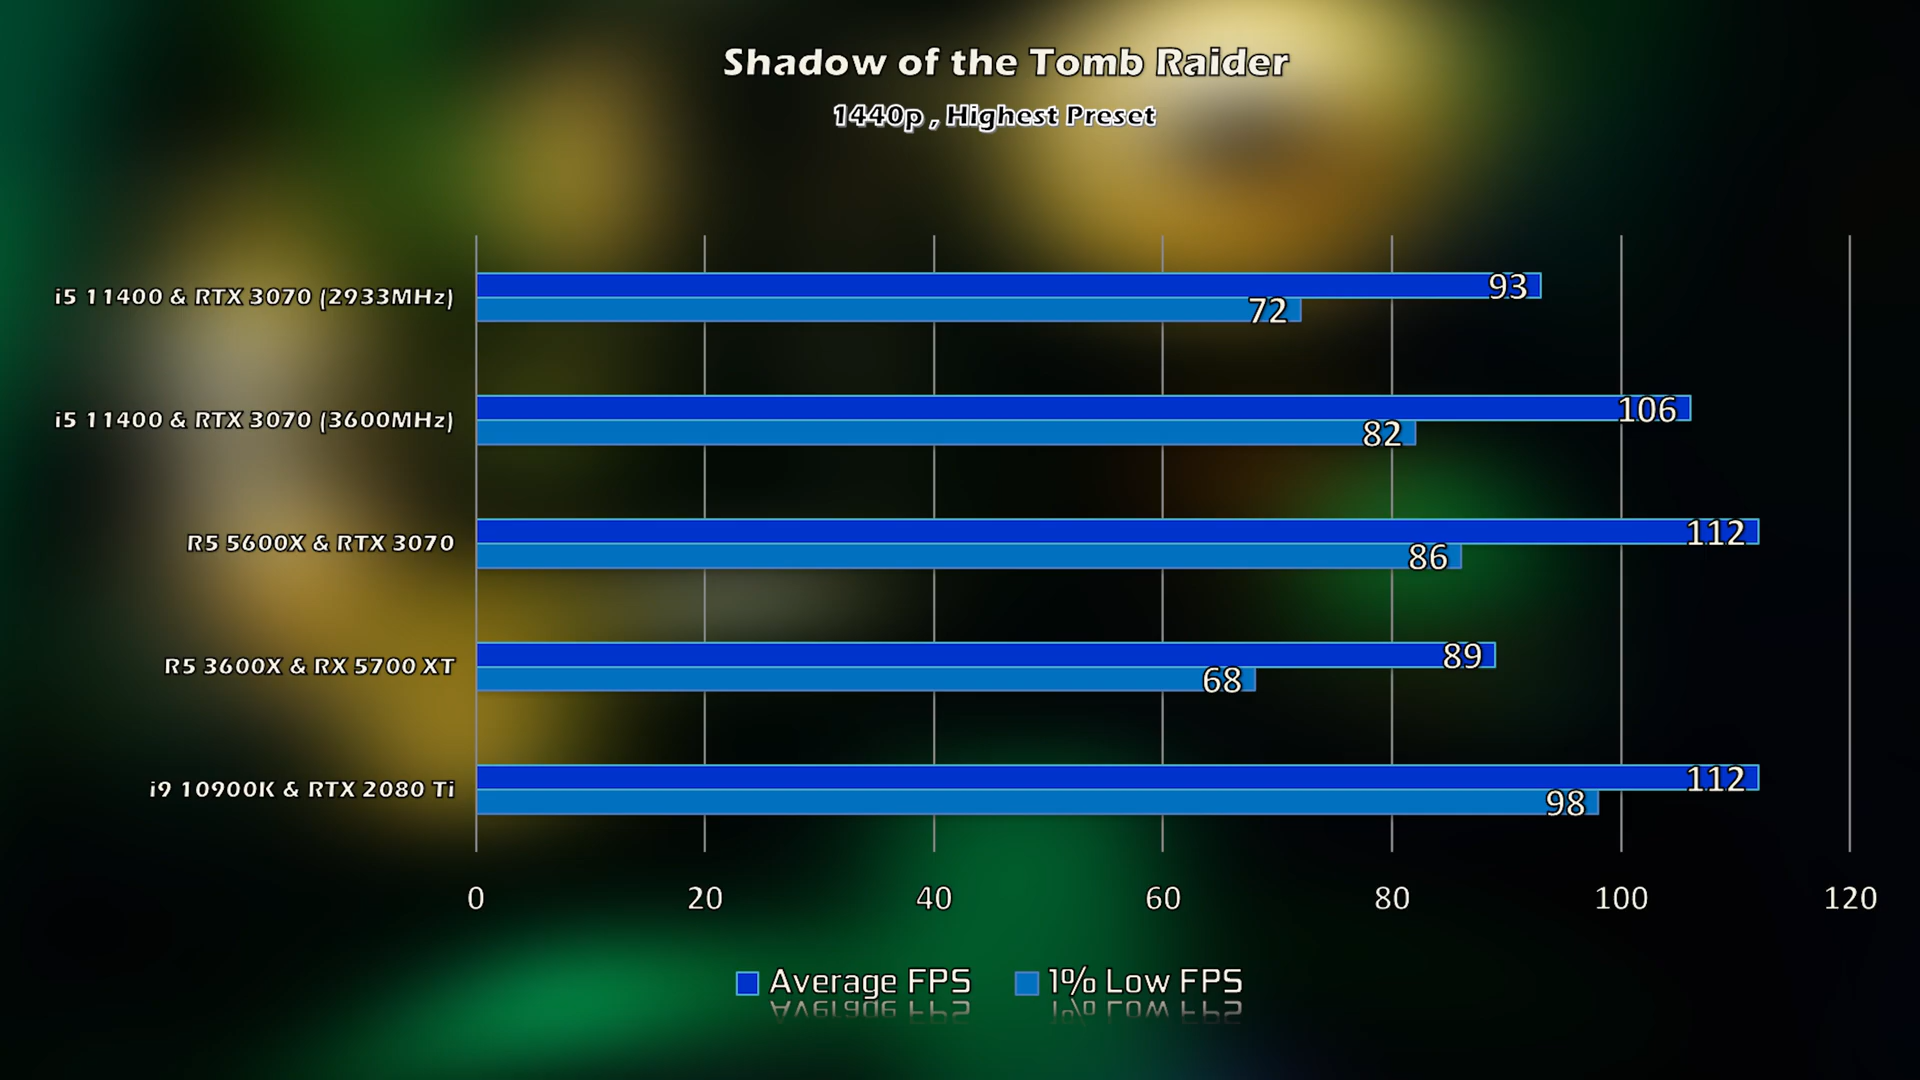 Shadow of the Tomb Raider
1440p , Highest Preset
i5 11400 & RTX 3070 (2933MHz)
93
72
i5 11400 & RTX 3070 (3600MHz)
106
82
R5 5600X & RTX 3070
112
86
R5 3600X & RX 5700 XT
89
68
i9 10900K & RTX 2080 Ti
112
98
0 20 40 60 80 100 120
Average FPS 1% Low FPS